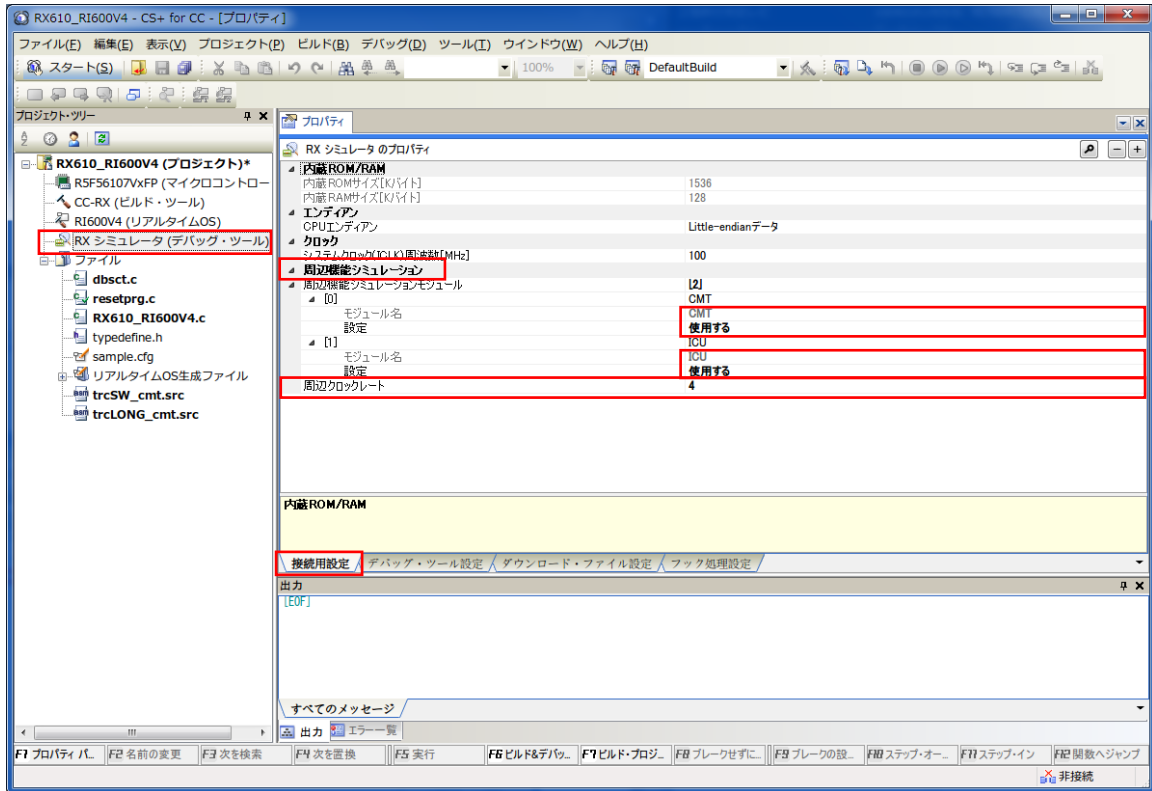 RX610_RI600V4 - CS+ for CC - [プロパティ]
ファイル(F) 編集(E) 表示(V) プロジェクト(P) ビルド(B) デバッグ(D) ツール(T) ウインドウ(W) ヘルプ(H)
スタート(S) 100% DefaultBuild
プロジェクト・ツリー
RX610_RI600V4 (プロジェクト)*
R5F56107VxFP (マイクロコントロー
CC-RX (ビルド・ツール)
RI600V4 (リアルタイムOS)
RX シミュレータ (デバッグ・ツール)
ファイル
dbsct.c
resetprg.c
RX610_RI600V4.c
typedefine.h
sample.cfg
リアルタイムOS生成ファイル
trcSW_cmt.src
trcLONG_cmt.src
プロパティ
RX シミュレータ のプロパティ
内蔵ROM/RAM
内蔵ROMサイズ[Kバイト] 1536
内蔵RAMサイズ[Kバイト] 128
エンディアン
CPUエンディアン Little-endianデータ
クロック
システムクロック(ICLK)周波数[MHz] 100
周辺機能シミュレーション
周辺機能シミュレーションモジュール [2]
[0] CMT
モジュール名 CMT
設定 使用する
[1] ICU
モジュール名 ICU
設定 使用する
周辺クロックレート 4
内蔵ROM/RAM
接続用設定 デバッグ・ツール設定 ダウンロード・ファイル設定 フック処理設定
出力
[EOF]
すべてのメッセージ
出力 エラー一覧
F1 プロパティ パ... F2 名前の変更 F3 次を検索 F4 次を置換 F5 実行 F6 ビルド&デバッ... F7 ビルド・プロジ... F8 ブレークせずに... F9 ブレークの設... F10 ステップ・オー... F11 ステップ・イン F12 関数へジャンプ
非接続